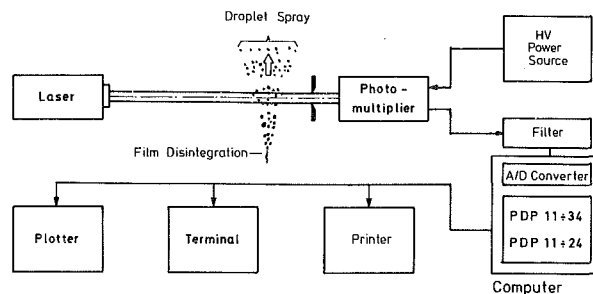 Droplet Spray
HV
Power
Source
Laser
Photo -
multiplier
Filter
Film Disintegration
A/D Converter
PDP 11÷34
PDP 11÷24
Plotter
Terminal
Printer
Computer